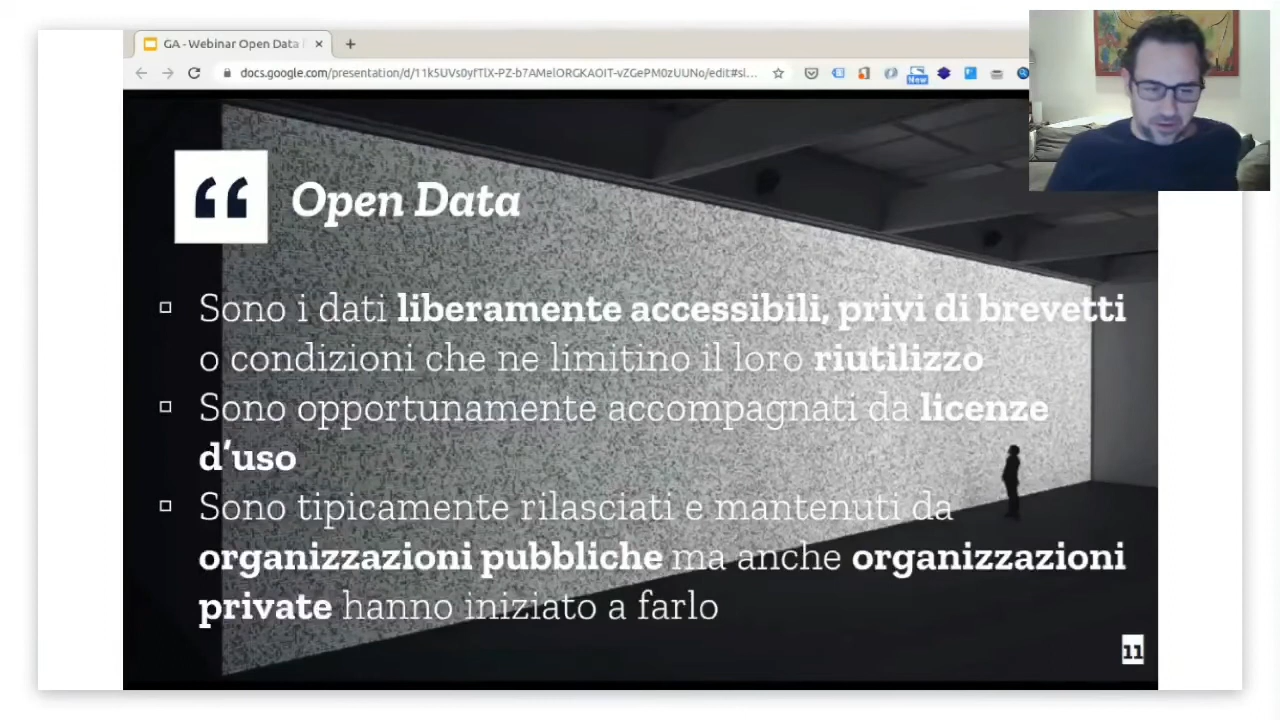 GA - Webinar Open Data
docs.google.com/presentation/d/11k5UVs0yfTlX-PZ-b7AMelORGKAOIT-vZGePM0zUUNo/edit#sl...
New
“ Open Data
Sono i dati liberamente accessibili, privi di brevetti
o condizioni che ne limitino il loro riutilizzo
Sono opportunamente accompagnati da licenze
d’uso
Sono tipicamente rilasciati e mantenuti da
organizzazioni pubbliche ma anche organizzazioni
private hanno iniziato a farlo
11